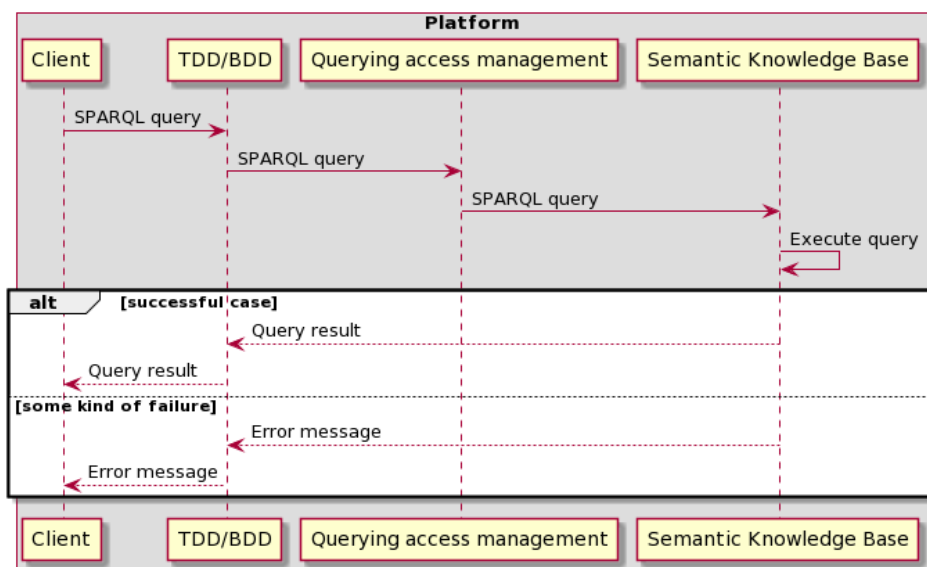 Platform
Client TDD/BDD Querying access management Semantic Knowledge Base
SPARQL query
SPARQL query
SPARQL query
Execute query
alt [successful case]
Query result
Query result
[some kind of failure]
Error message
Error message
Client TDD/BDD Querying access management Semantic Knowledge Base